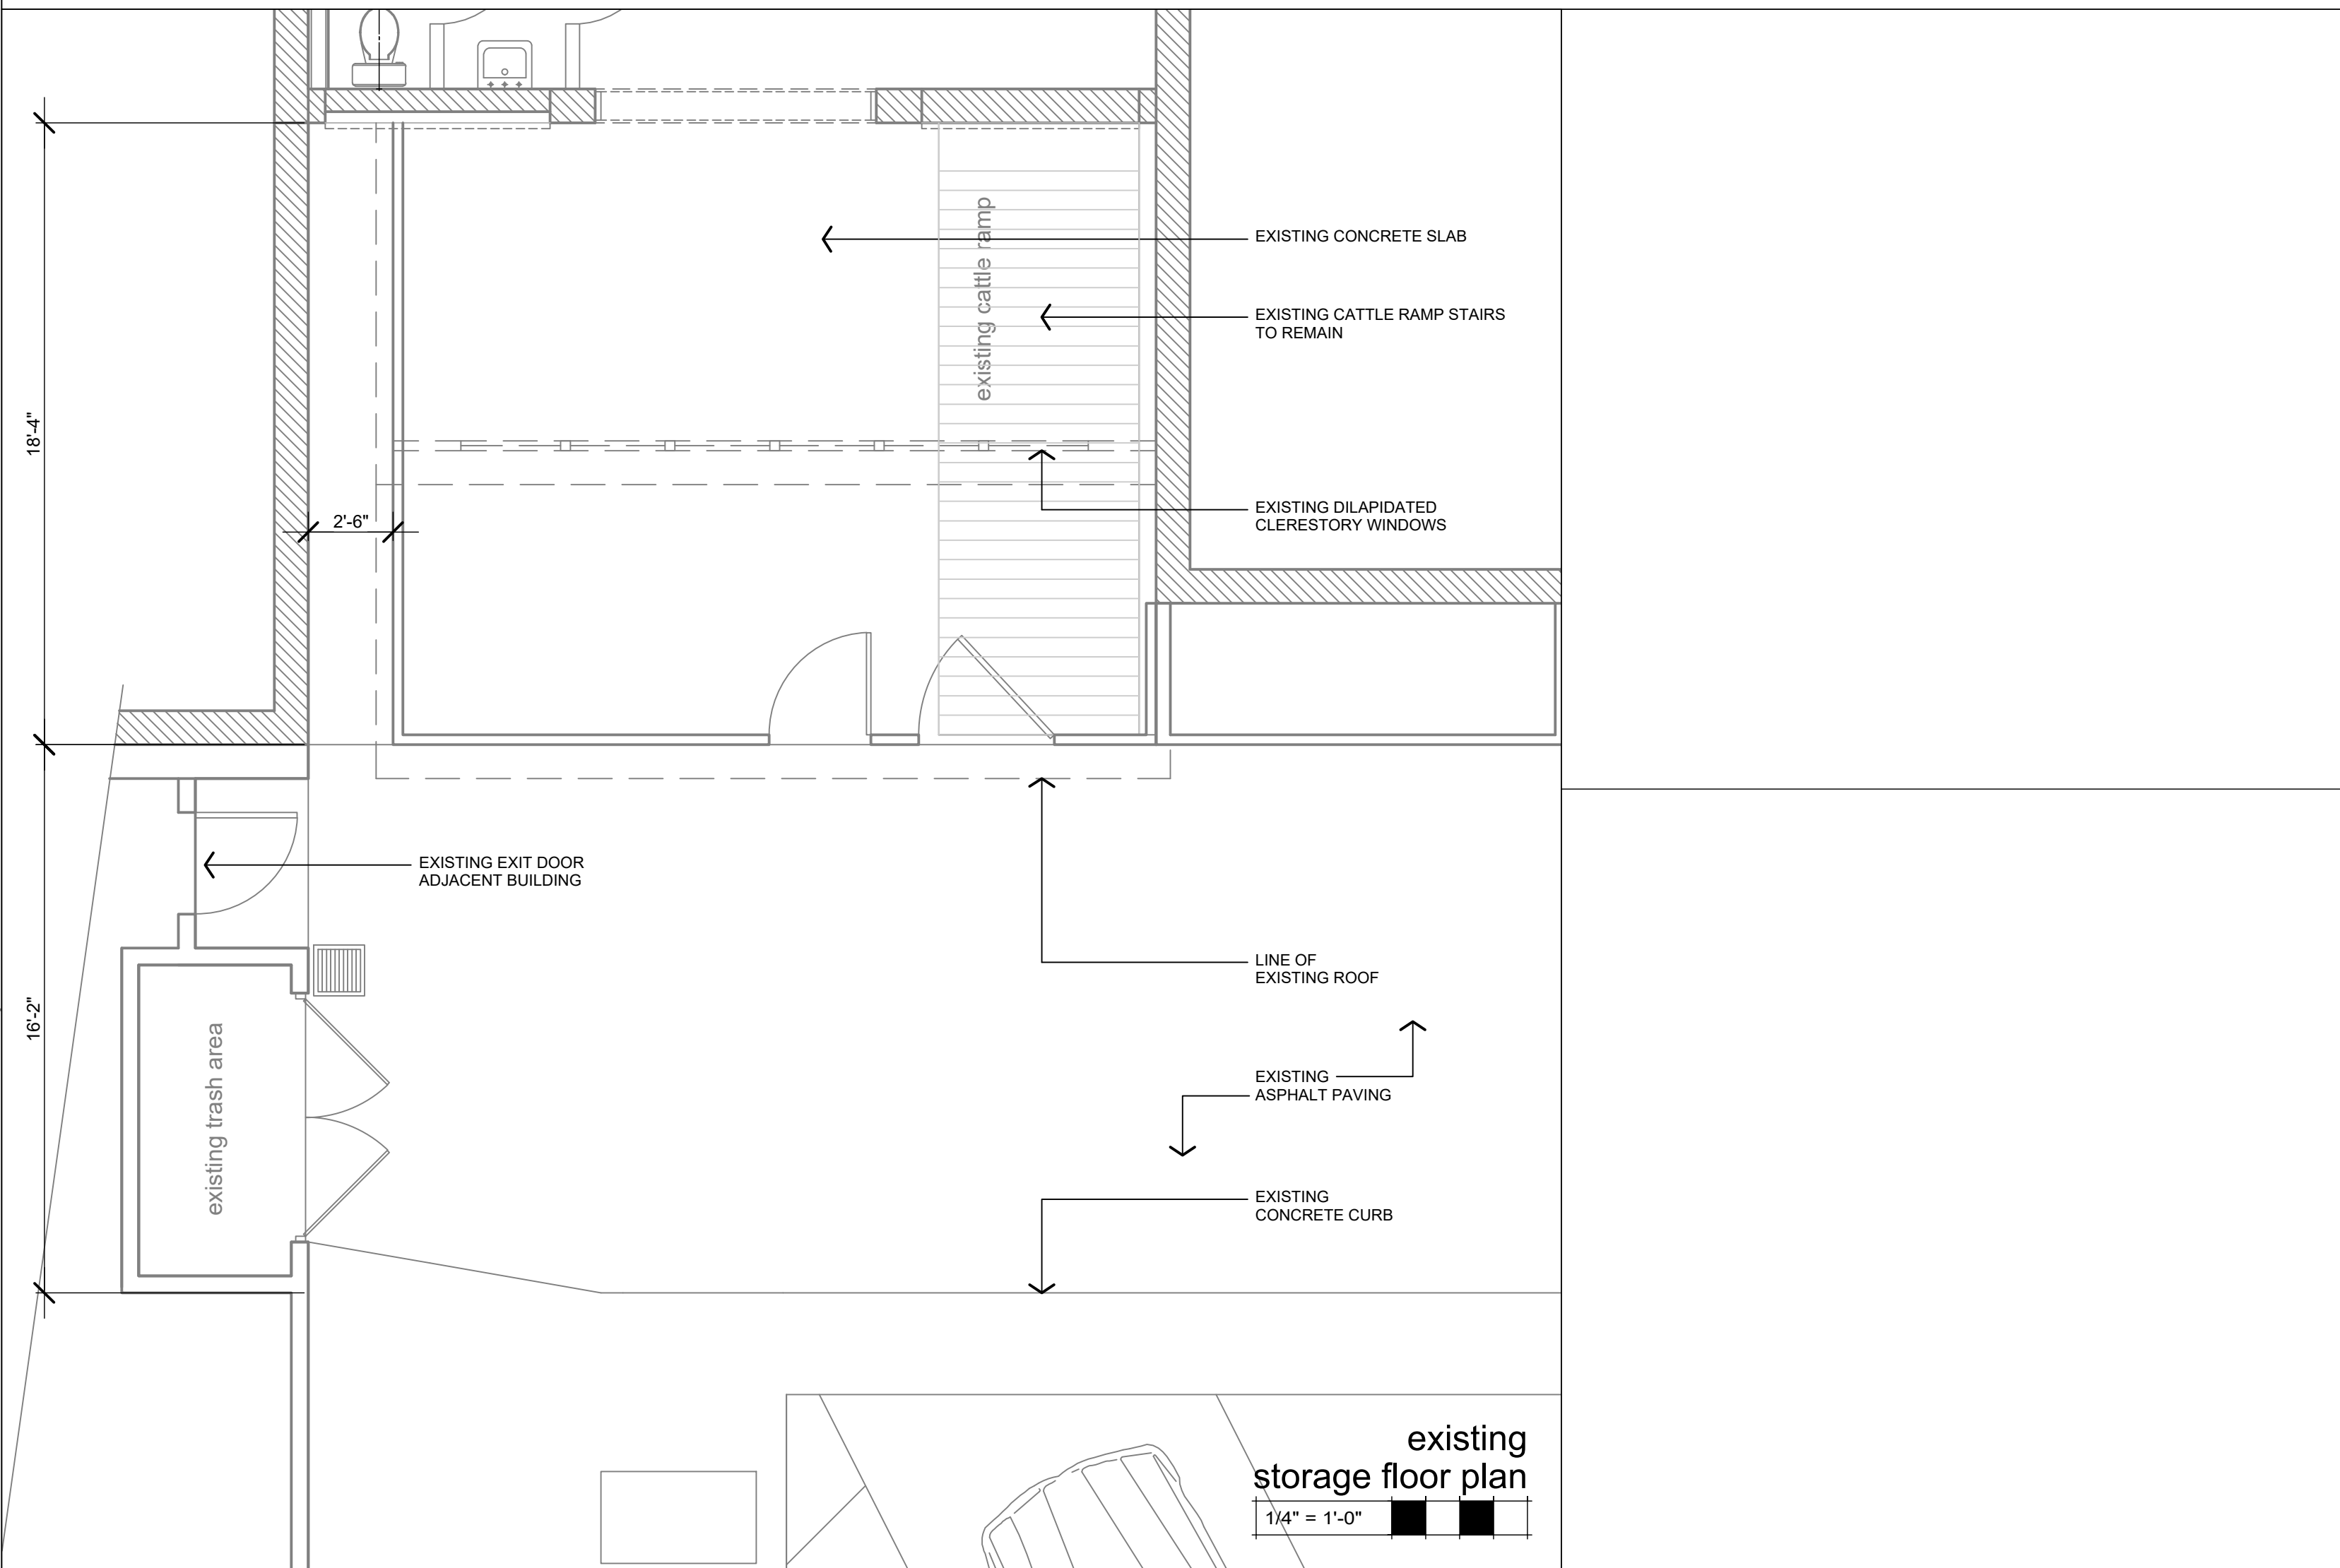 existing cattle ramp
EXISTING CONCRETE SLAB
EXISTING CATTLE RAMP STAIRS
TO REMAIN
18'-4"
2'-6"
EXISTING DILAPIDATED
CLERESTORY WINDOWS
EXISTING EXIT DOOR
ADJACENT BUILDING
LINE OF
EXISTING ROOF
16'-2"
existing trash area
EXISTING
ASPHALT PAVING
EXISTING
CONCRETE CURB
existing
storage floor plan
1/4" = 1'-0"